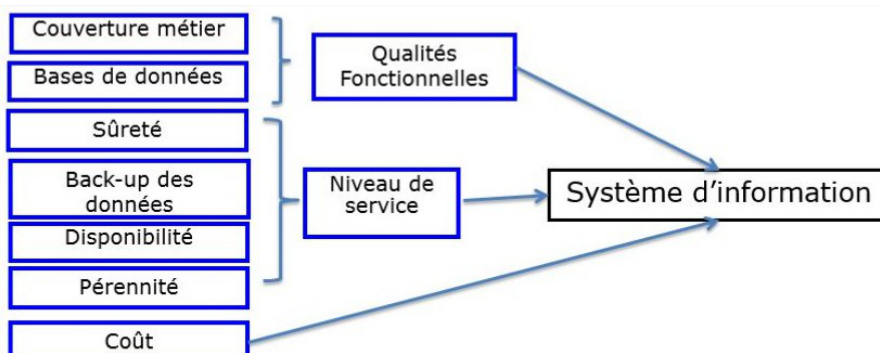 Couverture métier
Bases de données
Sûreté
Back-up des
données
Disponibilité
Pérennité
Coût
Qualités
Fonctionnelles
Niveau de
service
Système d’information